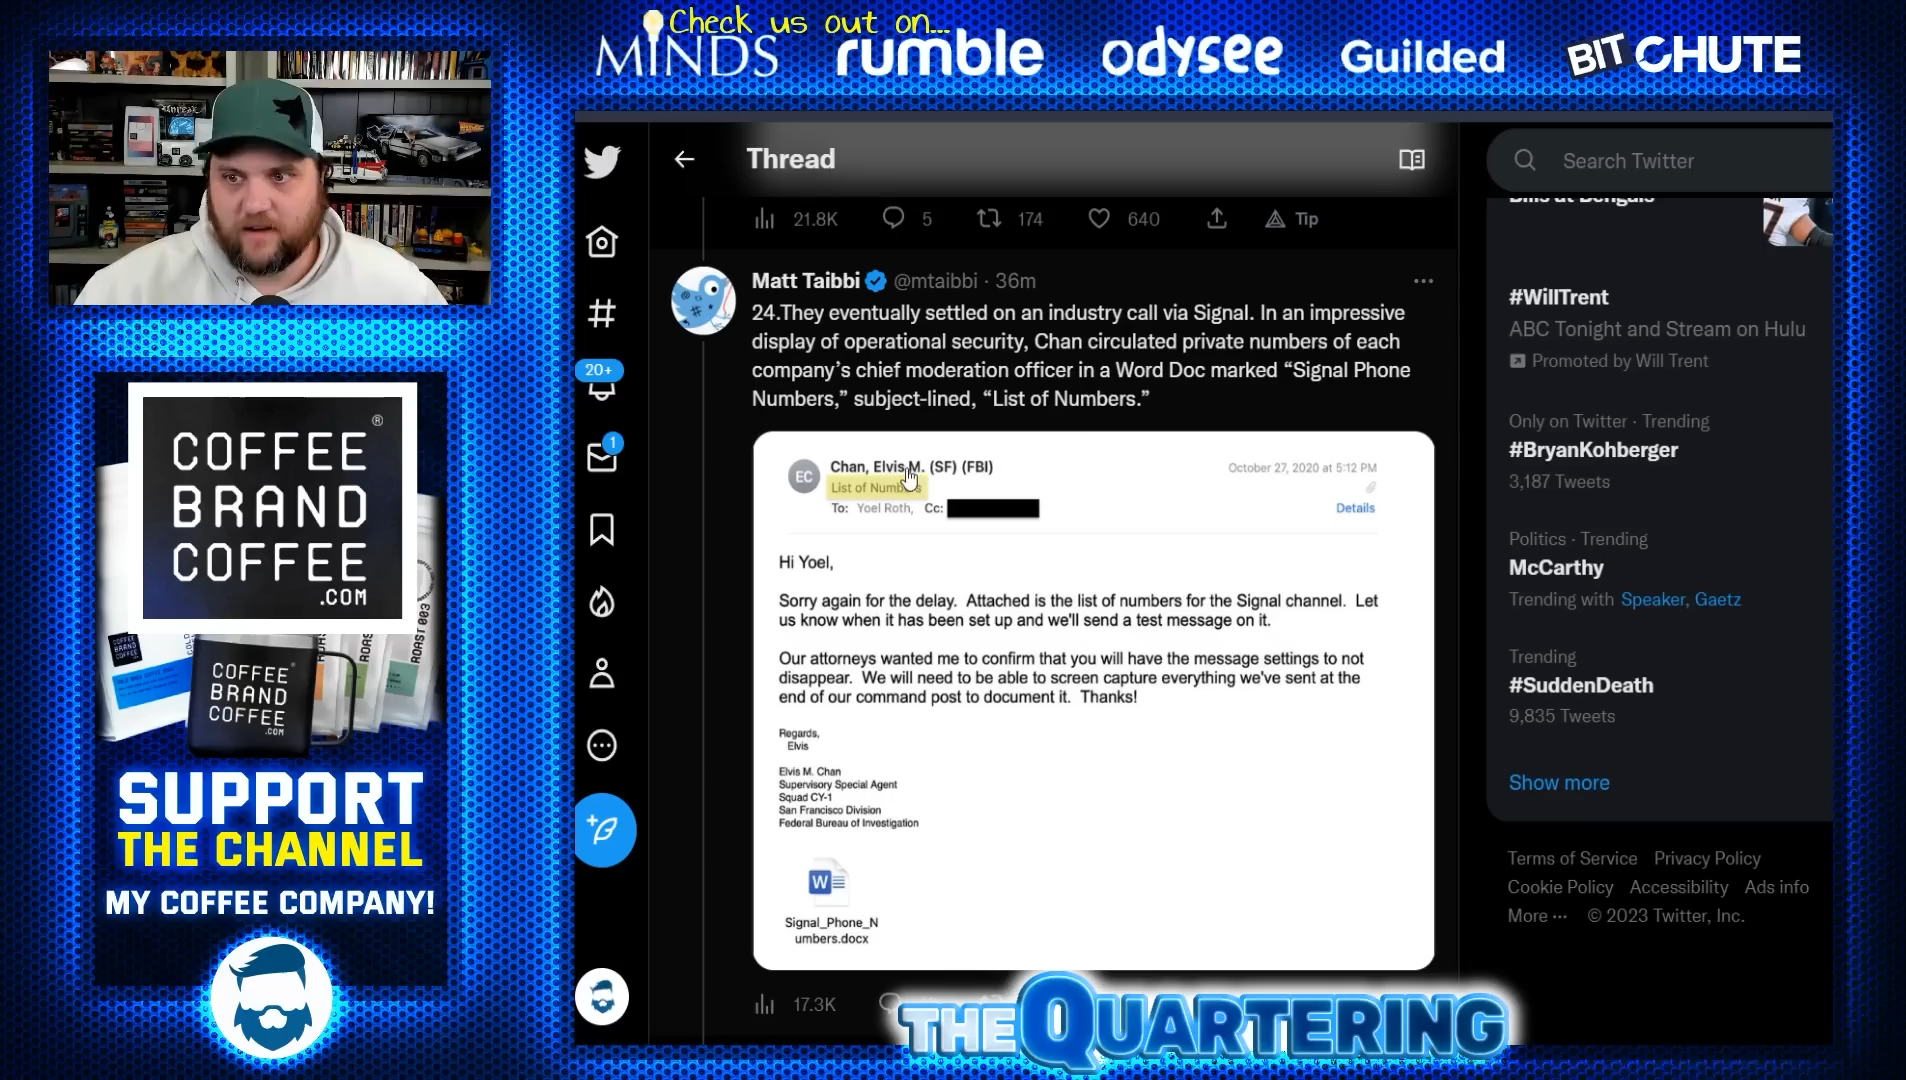 Check us out on...
MINDS
rumble
odysee
Guilded
BITCHUTE
Thread
Search Twitter
Bills at Bengals
21.8K
5
174
640
Tip
Matt Taibbi @mtaibbi · 36m
24.They eventually settled on an industry call via Signal. In an impressive
display of operational security, Chan circulated private numbers of each
company’s chief moderation officer in a Word Doc marked “Signal Phone
Numbers,” subject-lined, “List of Numbers.”
EC
Chan, Elvis M. (SF) (FBI)
October 27, 2020 at 5:12 PM
List of Numbers
To: Yoel Roth, Cc:
Details
Hi Yoel,
Sorry again for the delay. Attached is the list of numbers for the Signal channel. Let
us know when it has been set up and we'll send a test message on it.
Our attorneys wanted me to confirm that you will have the message settings to not
disappear. We will need to be able to screen capture everything we've sent at the
end of our command post to document it. Thanks!
Regards,
Elvis
Elvis M. Chan
Supervisory Special Agent
Squad CY-1
San Francisco Division
Federal Bureau of Investigation
W
Signal_Phone_N
umbers.docx
17.3K
20+
1
#WillTrent
ABC Tonight and Stream on Hulu
Promoted by Will Trent
Only on Twitter · Trending
#BryanKohberger
3,187 Tweets
Politics · Trending
McCarthy
Trending with Speaker, Gaetz
Trending
#SuddenDeath
9,835 Tweets
Show more
Terms of Service Privacy Policy
Cookie Policy Accessibility Ads info
More ··· © 2023 Twitter, Inc.
COFFEE®
BRAND
COFFEE
.COM
COFFEE®
BRAND
COFFEE
.COM
ROAST 003
SUPPORT
THE CHANNEL
MY COFFEE COMPANY!
THE QUARTERING